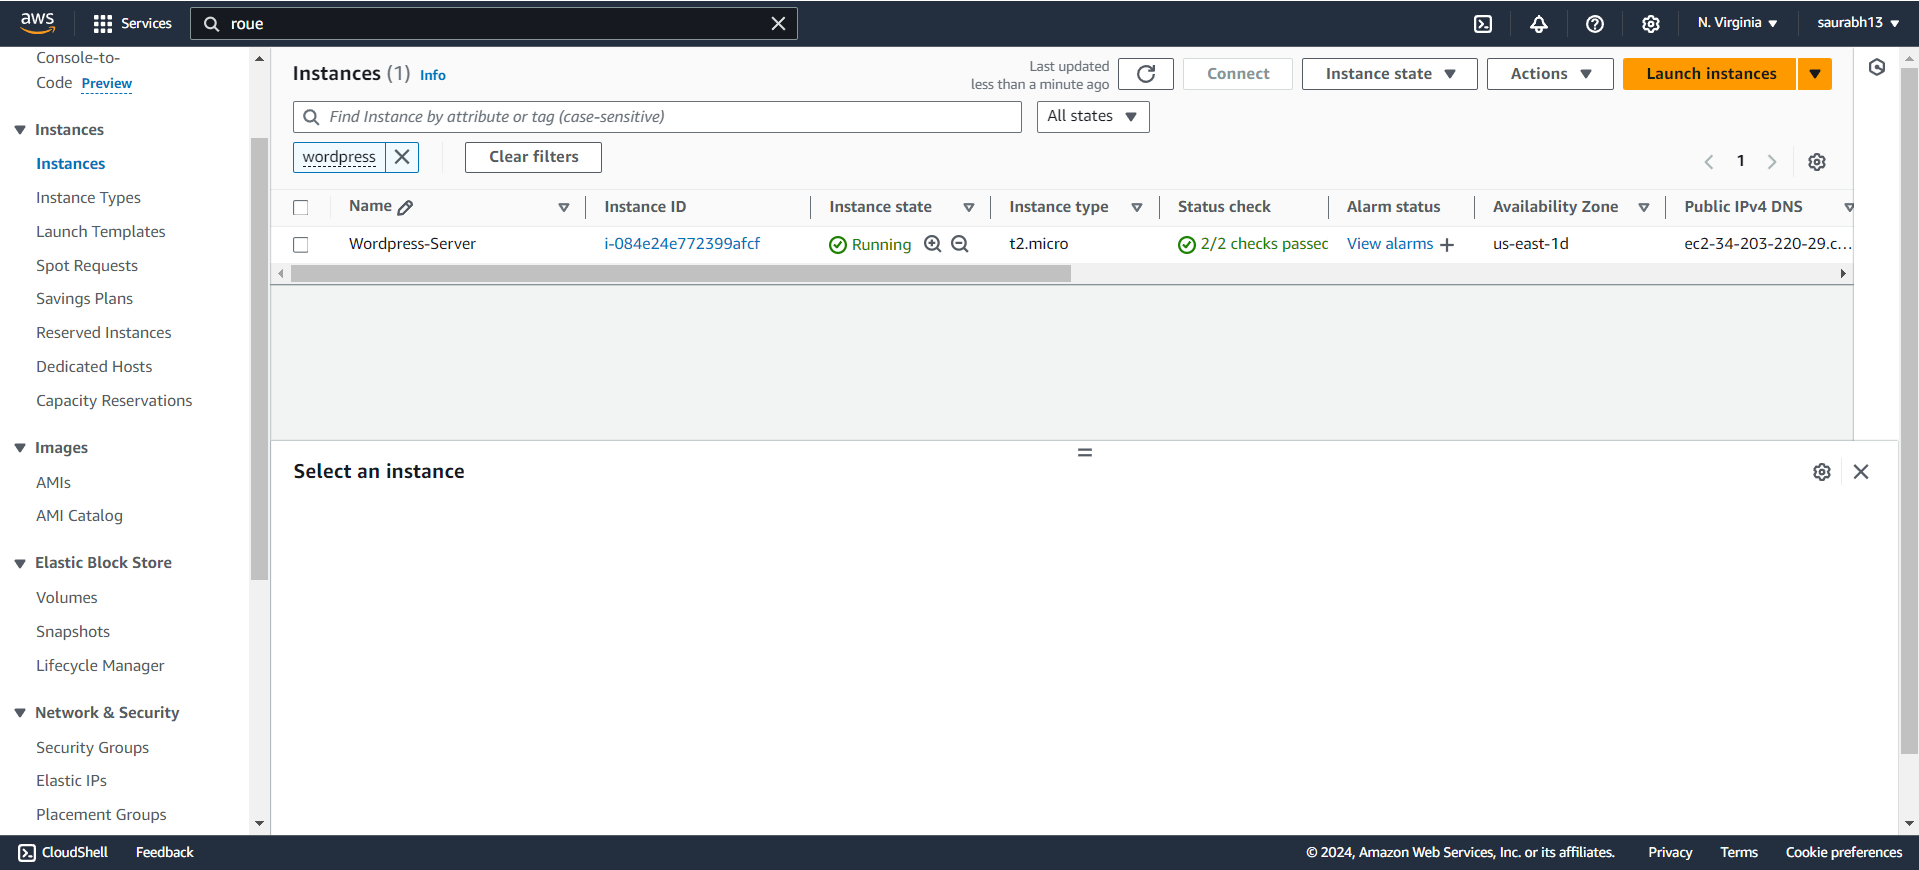 aws
Services
roue
N. Virginia
saurabh13
Console-to-
Code Preview
Instances
Instances
Instance Types
Launch Templates
Spot Requests
Savings Plans
Reserved Instances
Dedicated Hosts
Capacity Reservations
Images
AMIs
AMI Catalog
Elastic Block Store
Volumes
Snapshots
Lifecycle Manager
Network & Security
Security Groups
Elastic IPs
Placement Groups
Instances (1) Info
Last updated
less than a minute ago
Connect
Instance state
Actions
Launch instances
Find Instance by attribute or tag (case-sensitive)
All states
wordpress
Clear filters
1
Name Instance ID Instance state Instance type Status check Alarm status Availability Zone Public IPv4 DNS
Wordpress-Server i-084e24e772399afcf Running t2.micro 2/2 checks passec View alarms + us-east-1d ec2-34-203-220-29.c...
Select an instance
CloudShell Feedback © 2024, Amazon Web Services, Inc. or its affiliates. Privacy Terms Cookie preferences